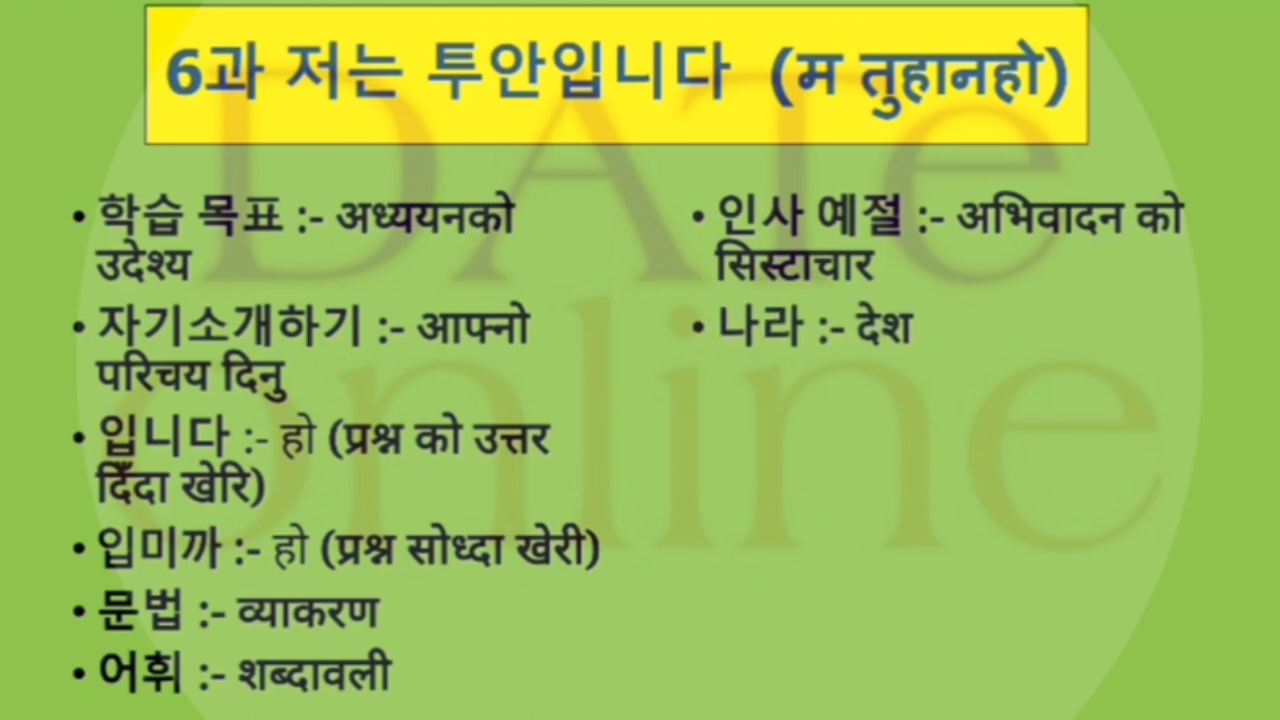 6과 저는 투안입니다 (म तुहानहो)
학습 목표 :- अध्ययनको
उदेश्य
자기소개하기 :- आफ्नो
परिचय दिनु
입니다 :- हो (प्रश्न को उत्तर
दिँदा खेरि)
입미까 :- हो (प्रश्न सोध्दा खेरी)
문법 :- व्याकरण
어휘 :- शब्दावली
인사 예절 :- अभिवादन को
सिस्टाचार
나라 :- देश
DATe
online